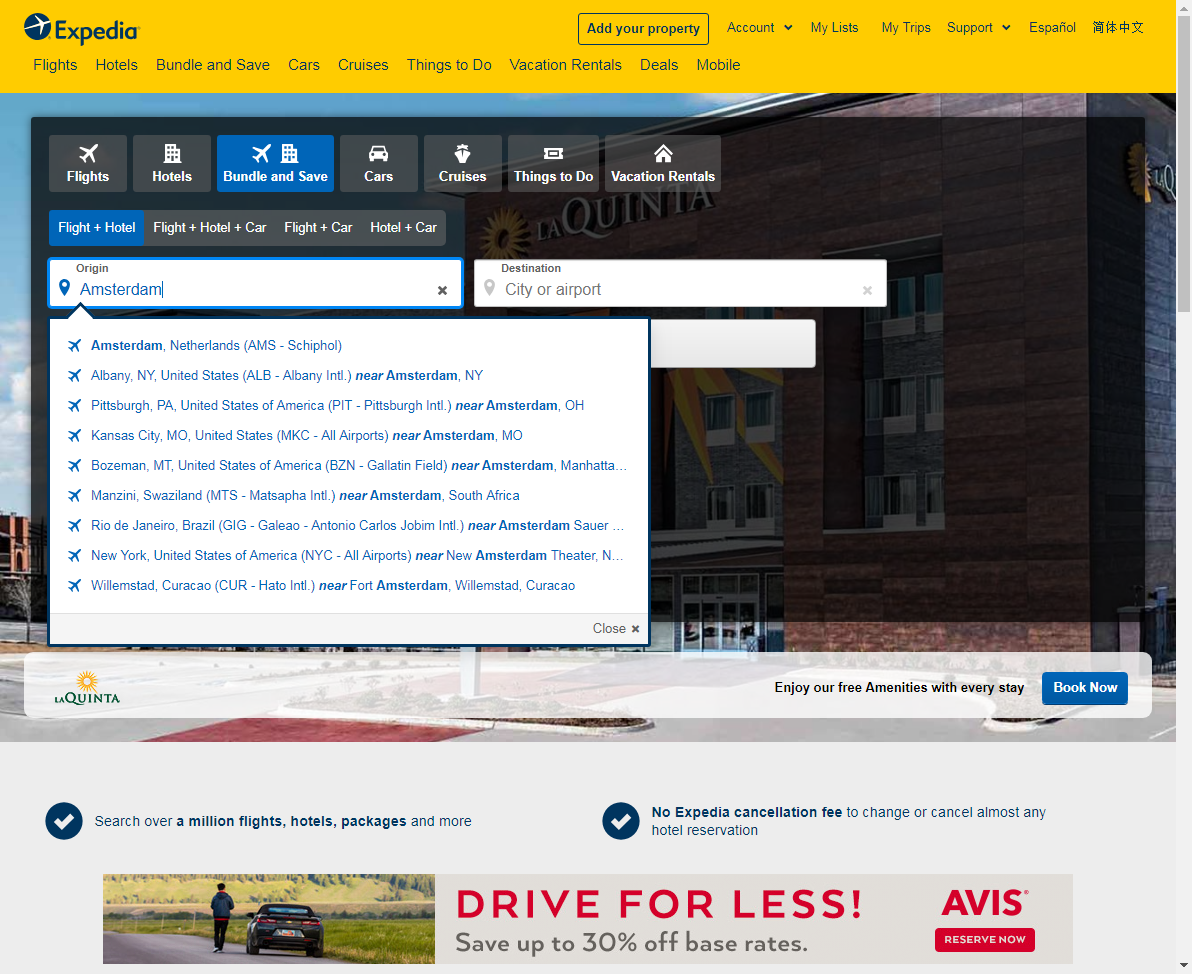 Expedia
Add your property
Account
My Lists
My Trips
Support
Español
简体中文
Flights
Hotels
Bundle and Save
Cars
Cruises
Things to Do
Vacation Rentals
Deals
Mobile
Flights
Hotels
Bundle and Save
Cars
Cruises
Things to Do
Vacation Rentals
LAQUINTA
Flight + Hotel
Flight + Hotel + Car
Flight + Car
Hotel + Car
Origin
Amsterdam
Destination
City or airport
Amsterdam, Netherlands (AMS - Schiphol)
Albany, NY, United States (ALB - Albany Intl.) near Amsterdam, NY
Pittsburgh, PA, United States of America (PIT - Pittsburgh Intl.) near Amsterdam, OH
Kansas City, MO, United States (MKC - All Airports) near Amsterdam, MO
Bozeman, MT, United States of America (BZN - Gallatin Field) near Amsterdam, Manhatta...
Manzini, Swaziland (MTS - Matsapha Intl.) near Amsterdam, South Africa
Rio de Janeiro, Brazil (GIG - Galeao - Antonio Carlos Jobim Intl.) near Amsterdam Sauer ...
New York, United States of America (NYC - All Airports) near New Amsterdam Theater, N...
Willemstad, Curacao (CUR - Hato Intl.) near Fort Amsterdam, Willemstad, Curacao
Close
LAQUINTA
Enjoy our free Amenities with every stay
Book Now
Search over a million flights, hotels, packages and more
No Expedia cancellation fee to change or cancel almost any
hotel reservation
DRIVE FOR LESS!
Save up to 30% off base rates.
AVIS
RESERVE NOW